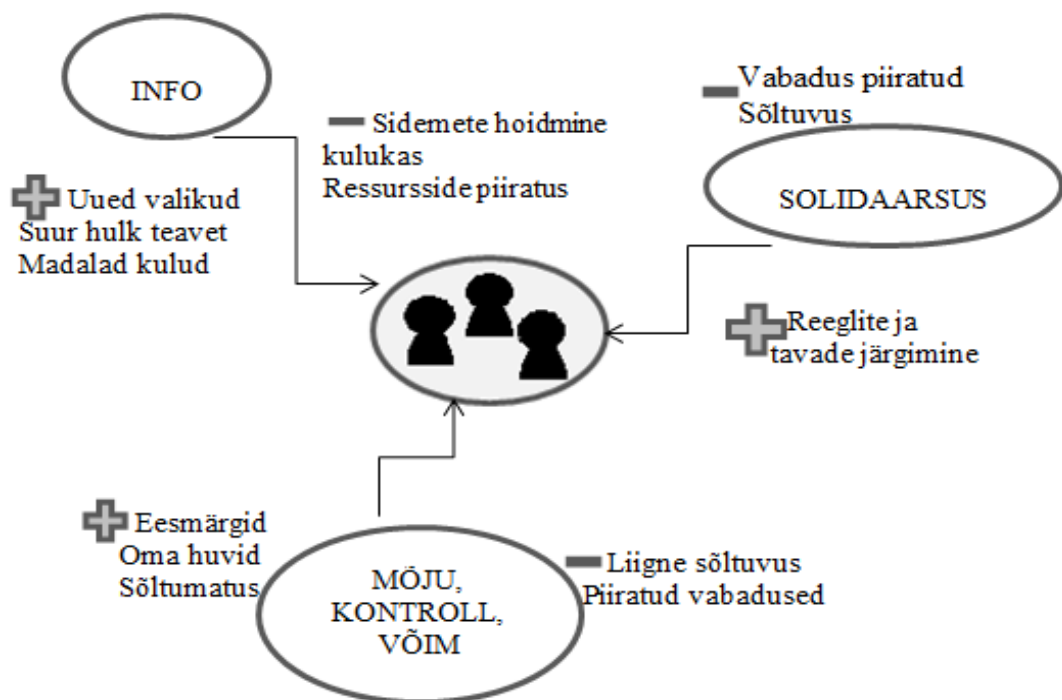 INFO
Sidemete hoidmine
kulukas
Ressursside piiratus
Vabadus piiratud
Sõltuvus
Uued valikud
Suur hulk teavet
Madalad kulud
SOLIDAARSUS
Reeglite ja
tavade järgimine
Eesmärgid
Oma huvid
Sõltumatus
MÕJU,
KONTROLL,
VÕIM
Liigne sõltuvus
Piiratud vabadused